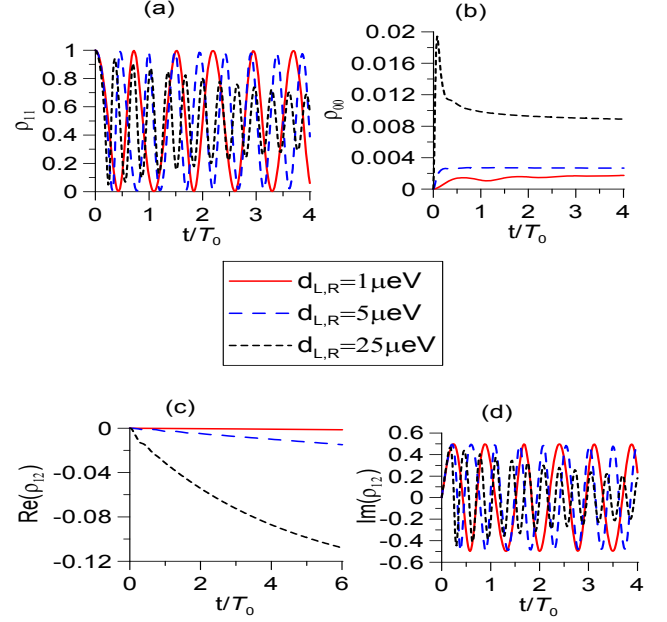 (a)
1
0.8
0.6
0.4
0.2
0
ρ₁₁
0 1 2 3 4
t/T₀
(b)
0.02
0.016
0.012
0.008
0.004
0
ρ₀₀
0 1 2 3 4
t/T₀
d_L,R=1μeV
d_L,R=5μeV
d_L,R=25μeV
(c)
0
-0.04
-0.08
-0.12
Re(ρ₁₂)
0 2 4 6
t/T₀
(d)
0.6
0.4
0.2
0
-0.2
-0.4
-0.6
Im(ρ₁₂)
0 1 2 3 4
t/T₀